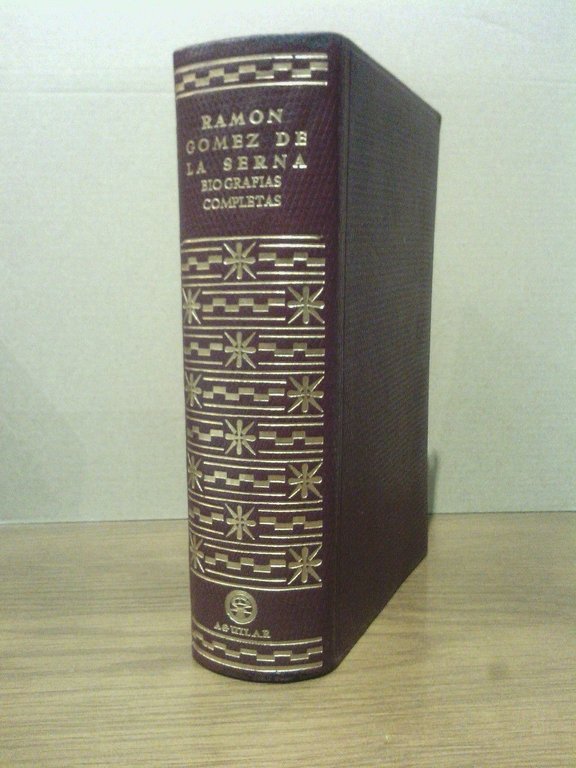 RAMON
GOMEZ DE
LA SERNA
BIOGRAFIAS
COMPLETAS
AGUILAR